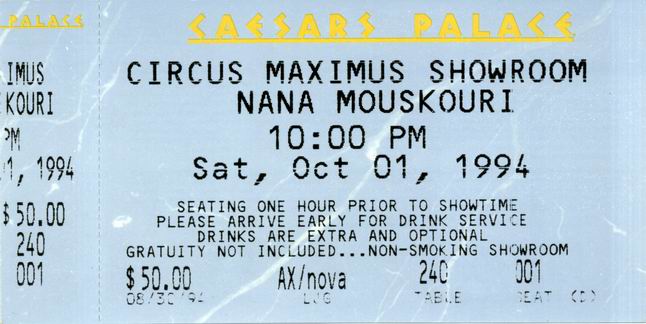 PALACE
CAESARS PALACE
IMUS
KOURI
PM
1, 1994
$50.00
240
001
CIRCUS MAXIMUS SHOWROOM
NANA MOUSKOURI
10:00 PM
Sat, Oct 01, 1994
SEATING ONE HOUR PRIOR TO SHOWTIME
PLEASE ARRIVE EARLY FOR DRINK SERVICE
DRINKS ARE EXTRA AND OPTIONAL
GRATUITY NOT INCLUDED...NON-SMOKING SHOWROOM
$50.00 AX/nova 240 001
08/30/94 TABLE SEAT (D)